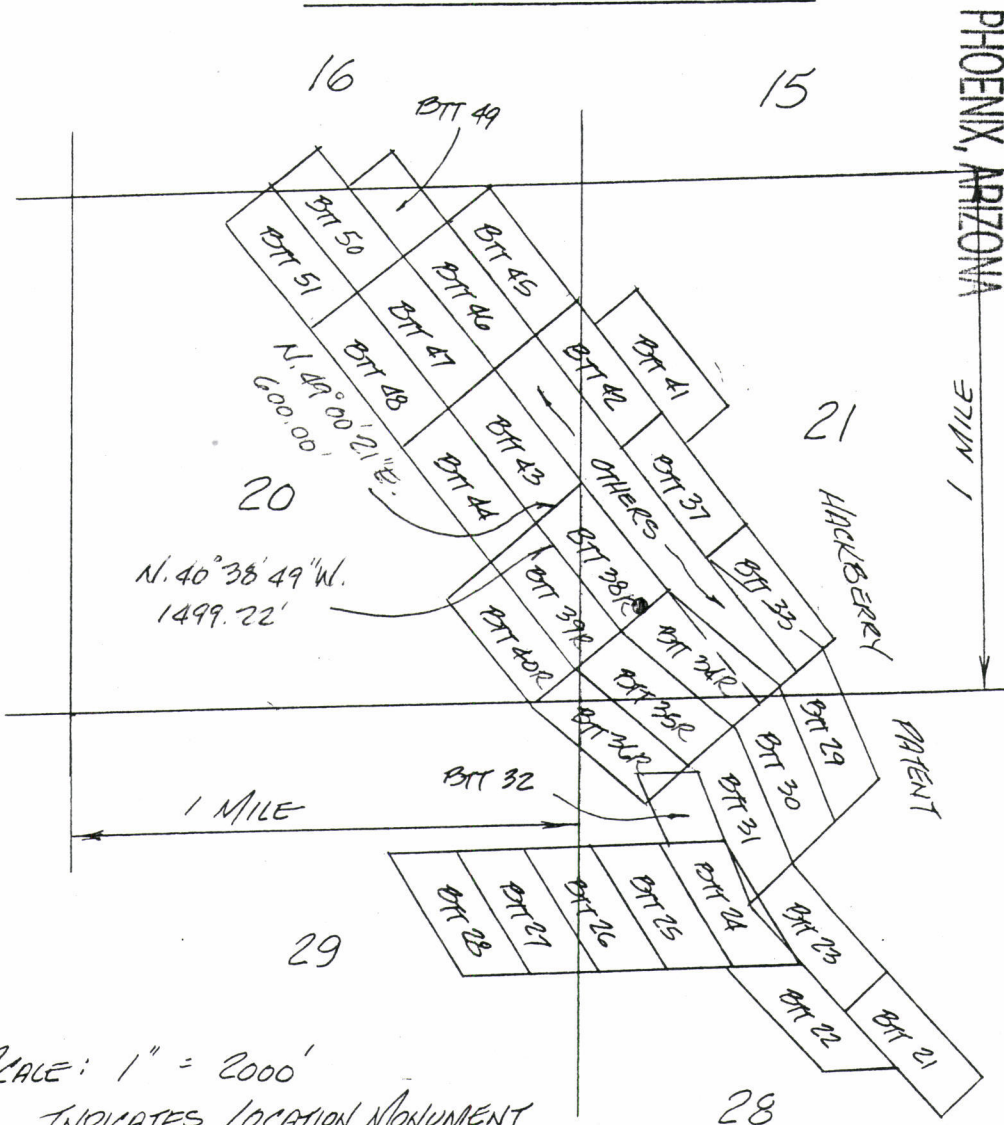 PHOENIX, ARIZONA
16
15
BTT 49
BTT 50
BTT 51
BTT 45
BTT 46
BTT 47
BTT 48
BTT 41
BTT 42
21
1 MILE
N. 49° 00' 21" E.
600.00'
BTT 43
BTT 44
OTHERS
BTT 37
20
HACKBERRY
N. 40° 38' 49" W.
1499.22'
BTT 38R
BTT 33
BTT 39R
BTT 40R
BTT 34R
BTT 35R
BTT 36R
BTT 29
PATENT
BTT 32
BTT 30
BTT 31
1 MILE
BTT 28
BTT 27
BTT 26
BTT 25
BTT 24
BTT 23
29
BTT 22
BTT 21
SCALE: 1" = 2000'
INDICATES LOCATION MONUMENT
28